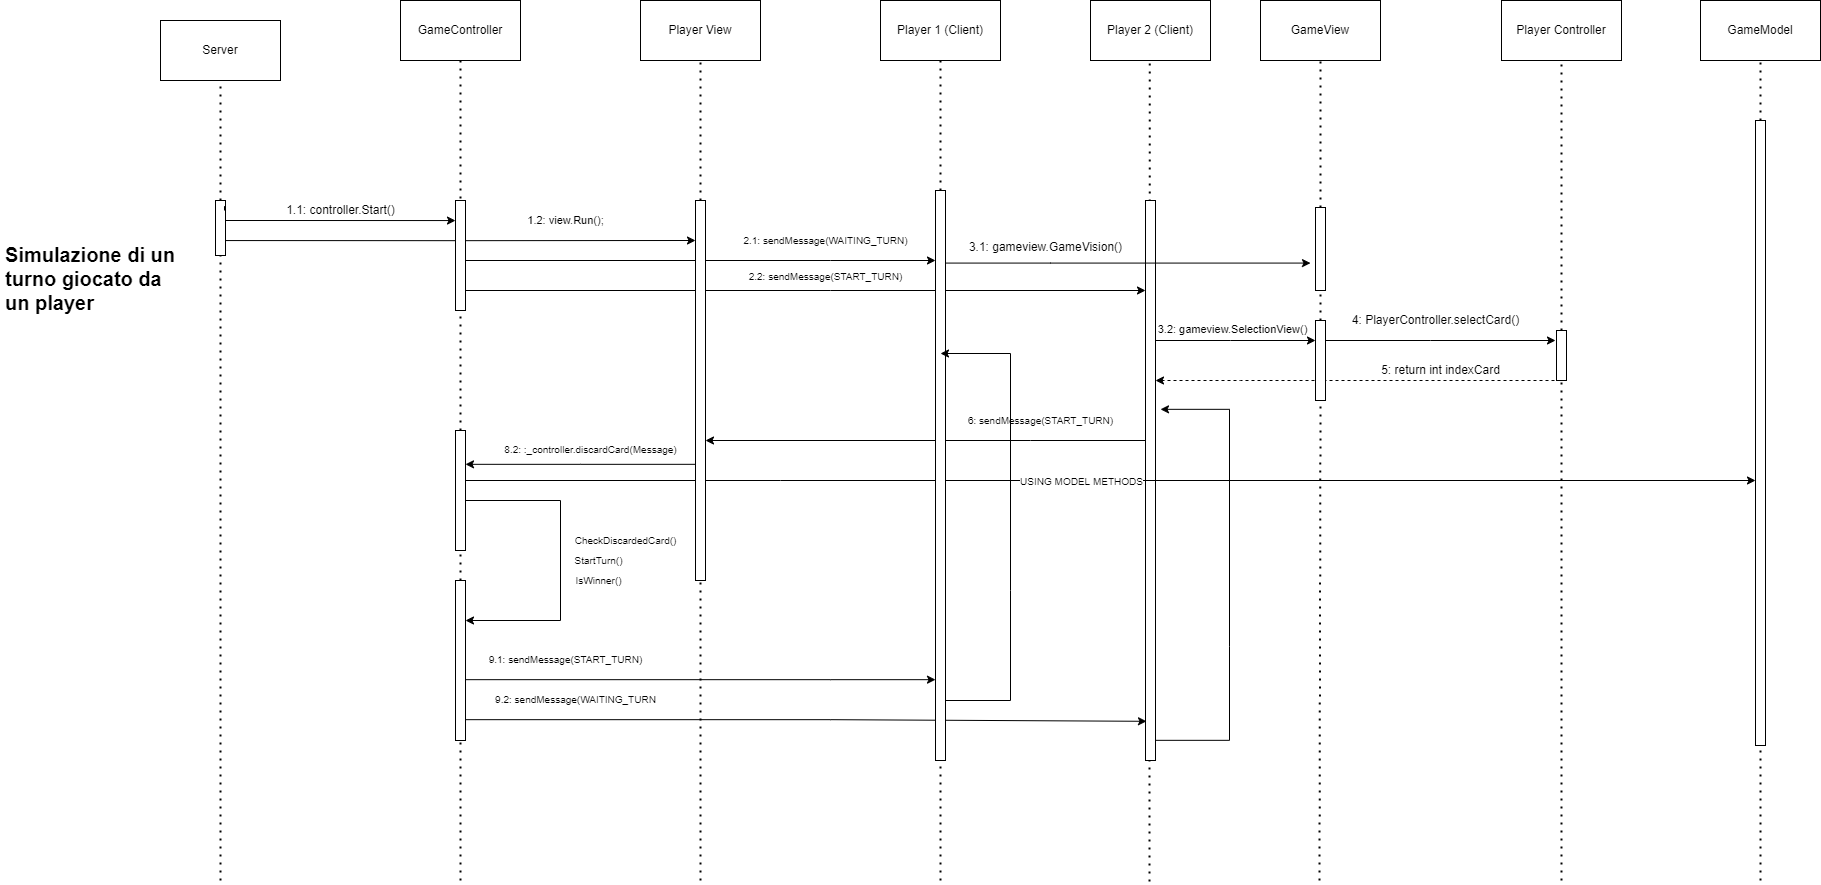 GameController
Player View
Player 1 (Client)
Player 2 (Client)
GameView
Player Controller
GameModel
Server
1.1: controller.Start()
1.2: view.Run();
2.1: sendMessage(WAITING_TURN)
3.1: gameview.GameVision()
Simulazione di un
turno giocato da
un player
2.2: sendMessage(START_TURN)
3.2: gameview.SelectionView()
4: PlayerController.selectCard()
5: return int indexCard
6: sendMessage(START_TURN)
8.2: :_controller.discardCard(Message)
USING MODEL METHODS
CheckDiscardedCard()
StartTurn()
IsWinner()
9.1: sendMessage(START_TURN)
9.2: sendMessage(WAITING_TURN